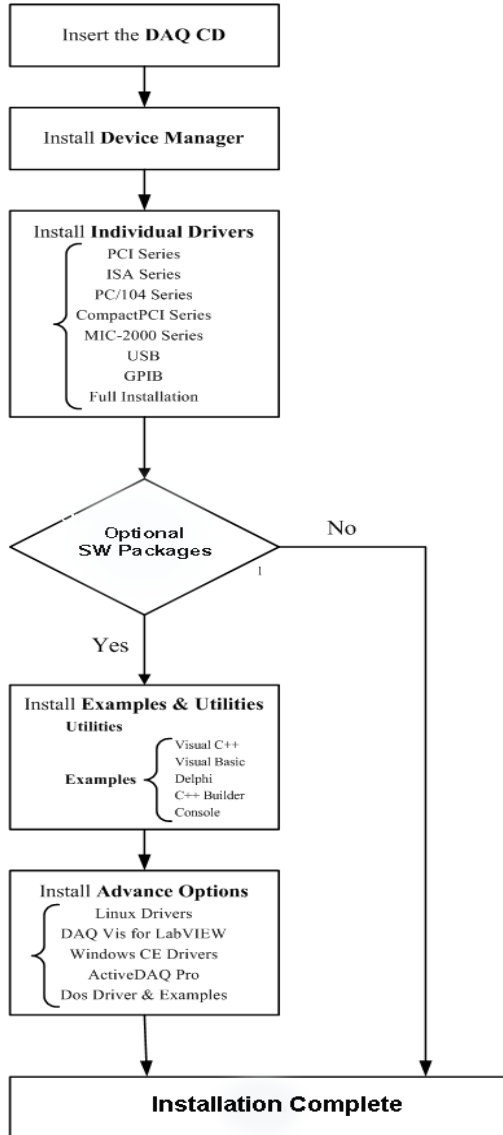 Insert the DAQ CD
Install Device Manager
Install Individual Drivers
PCI Series
ISA Series
PC/104 Series
CompactPCI Series
MIC-2000 Series
USB
GPIB
Full Installation
Optional
SW Packages
No
1
Yes
Install Examples & Utilities
Utilities
Examples
Visual C++
Visual Basic
Delphi
C++ Builder
Console
Install Advance Options
Linux Drivers
DAQ Vis for LabVIEW
Windows CE Drivers
ActiveDAQ Pro
Dos Driver & Examples
Installation Complete